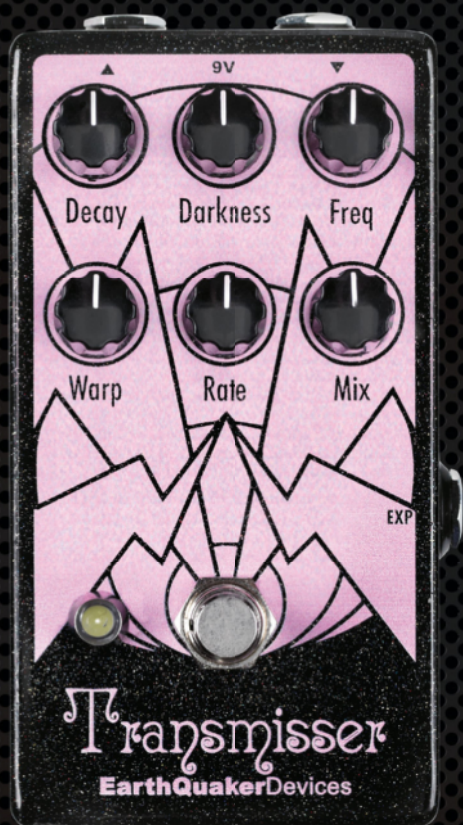 9V
Decay Darkness Freq
Warp Rate Mix
EXP
Transmisser
EarthQuakerDevices